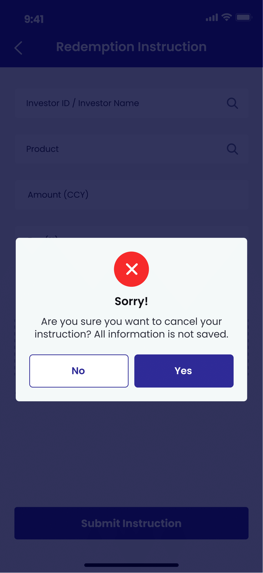 9:41
Redemption Instruction
Investor ID / Investor Name
Product
Amount (CCY)
Sorry!
Are you sure you want to cancel your
instruction? All information is not saved.
No
Yes
Submit Instruction